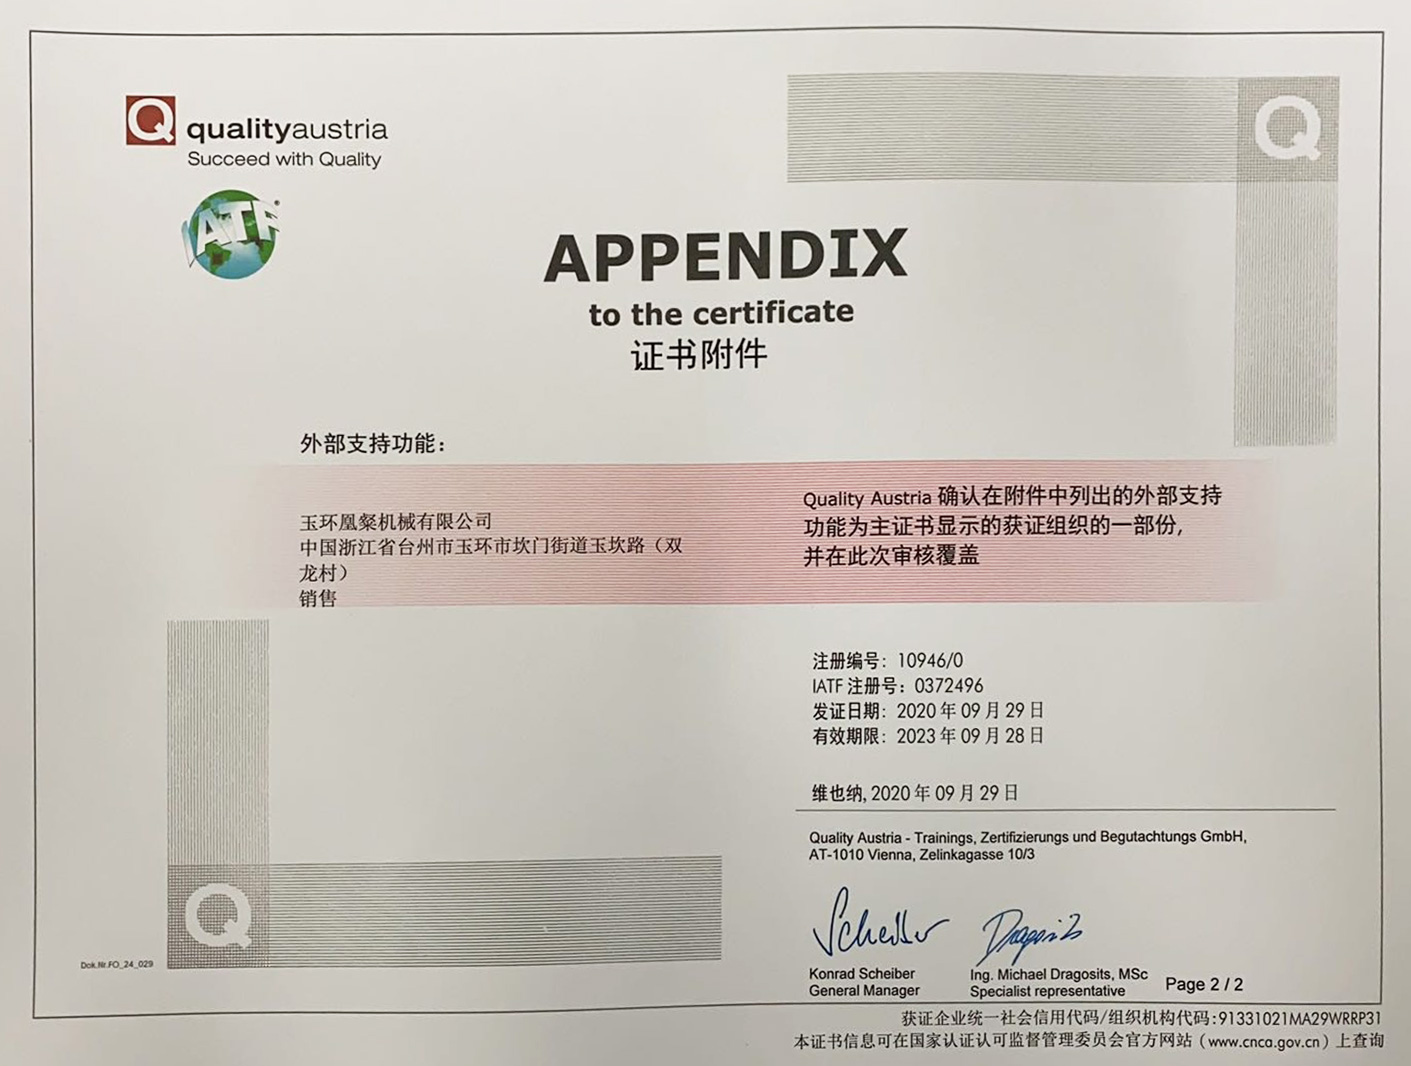 Q qualityaustria
Succeed with Quality
IATF
Q
APPENDIX
to the certificate
证书附件
外部支持功能：
玉环凰粲机械有限公司
中国浙江省台州市玉环市坎门街道玉坎路（双
龙村）
销售
Quality Austria 确认在附件中列出的外部支持
功能为主证书显示的获证组织的一部份,
并在此次审核覆盖
注册编号：10946/0
IATF 注册号：0372496
发证日期：2020 年 09 月 29 日
有效期限：2023 年 09 月 28 日
维也纳, 2020 年 09 月 29 日
Quality Austria - Trainings, Zertifizierungs und Begutachtungs GmbH,
AT-1010 Vienna, Zelinkagasse 10/3
Q
Scheiber Dragosits
Konrad Scheiber Ing. Michael Dragosits, MSc
General Manager Specialist representative
Page 2 / 2
Dok.Nr.FO_24_029
获证企业统一社会信用代码/组织机构代码:91331021MA29WRRP31
本证书信息可在国家认证认可监督管理委员会官方网站（www.cnca.gov.cn）上查询